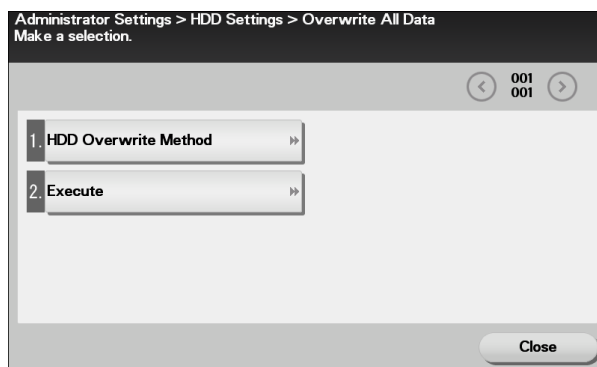 Administrator Settings > HDD Settings > Overwrite All Data
Make a selection.
001
001
1. HDD Overwrite Method
2. Execute
Close